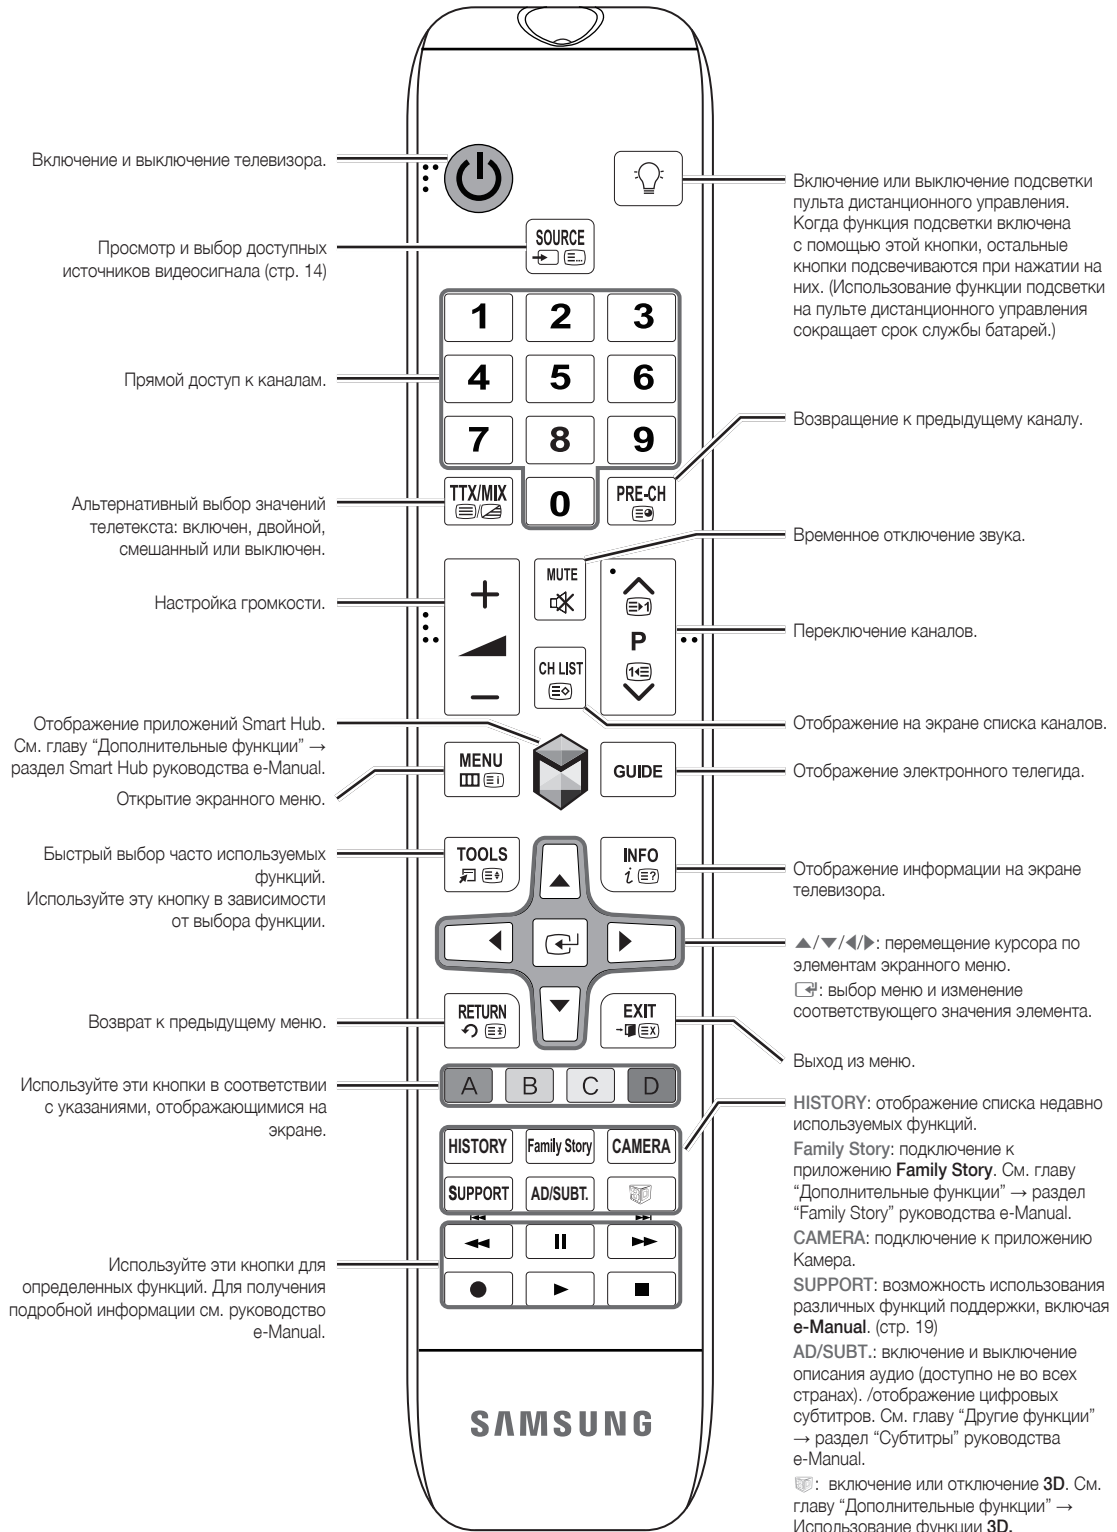 Включение и выключение телевизора.
Просмотр и выбор доступных
источников видеосигнала (стр. 14)
Прямой доступ к каналам.
Альтернативный выбор значений
телетекста: включен, двойной,
смешанный или выключен.
Настройка громкости.
Отображение приложений Smart Hub.
См. главу “Дополнительные функции” →
раздел Smart Hub руководства e-Manual.
Открытие экранного меню.
Быстрый выбор часто используемых
функций.
Используйте эту кнопку в зависимости
от выбора функции.
Возврат к предыдущему меню.
Используйте эти кнопки в соответствии
с указаниями, отображающимися на
экране.
Используйте эти кнопки для
определенных функций. Для получения
подробной информации см. руководство
e-Manual.
SOURCE
1 2 3
4 5 6
7 8 9
TTX/MIX 0 PRE-CH
MUTE
+
P
CH LIST
−
MENU GUIDE
TOOLS INFO
RETURN EXIT
A B C D
HISTORY Family Story CAMERA
SUPPORT AD/SUBT.
SAMSUNG
Включение или выключение подсветки
пульта дистанционного управления.
Когда функция подсветки включена
с помощью этой кнопки, остальные
кнопки подсвечиваются при нажатии на
них. (Использование функции подсветки
на пульте дистанционного управления
сокращает срок службы батарей.)
Возвращение к предыдущему каналу.
Временное отключение звука.
Переключение каналов.
Отображение на экране списка каналов.
Отображение электронного телегида.
Отображение информации на экране
телевизора.
▲/▼/◄/►: перемещение курсора по
элементам экранного меню.
: выбор меню и изменение
соответствующего значения элемента.
Выход из меню.
HISTORY: отображение списка недавно
используемых функций.
Family Story: подключение к
приложению Family Story. См. главу
“Дополнительные функции” → раздел
“Family Story” руководства e-Manual.
CAMERA: подключение к приложению
Камера.
SUPPORT: возможность использования
различных функций поддержки, включая
e-Manual. (стр. 19)
AD/SUBT.: включение и выключение
описания аудио (доступно не во всех
странах). /отображение цифровых
субтитров. См. главу “Другие функции”
→ раздел “Субтитры” руководства
e-Manual.
: включение или отключение 3D. См.
главу “Дополнительные функции” →
Использование функции 3D.